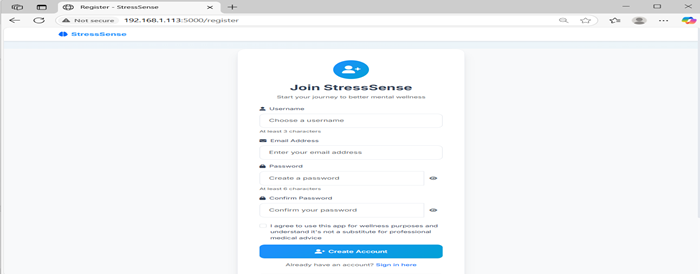 Register - StressSense
Not secure 192.168.1.113:5000/register
StressSense
Join StressSense
Start your journey to better mental wellness
Username
Choose a username
At least 3 characters
Email Address
Enter your email address
Password
Create a password
At least 6 characters
Confirm Password
Confirm your password
I agree to use this app for wellness purposes and
understand it's not a substitute for professional
medical advice
Create Account
Already have an account? Sign in here